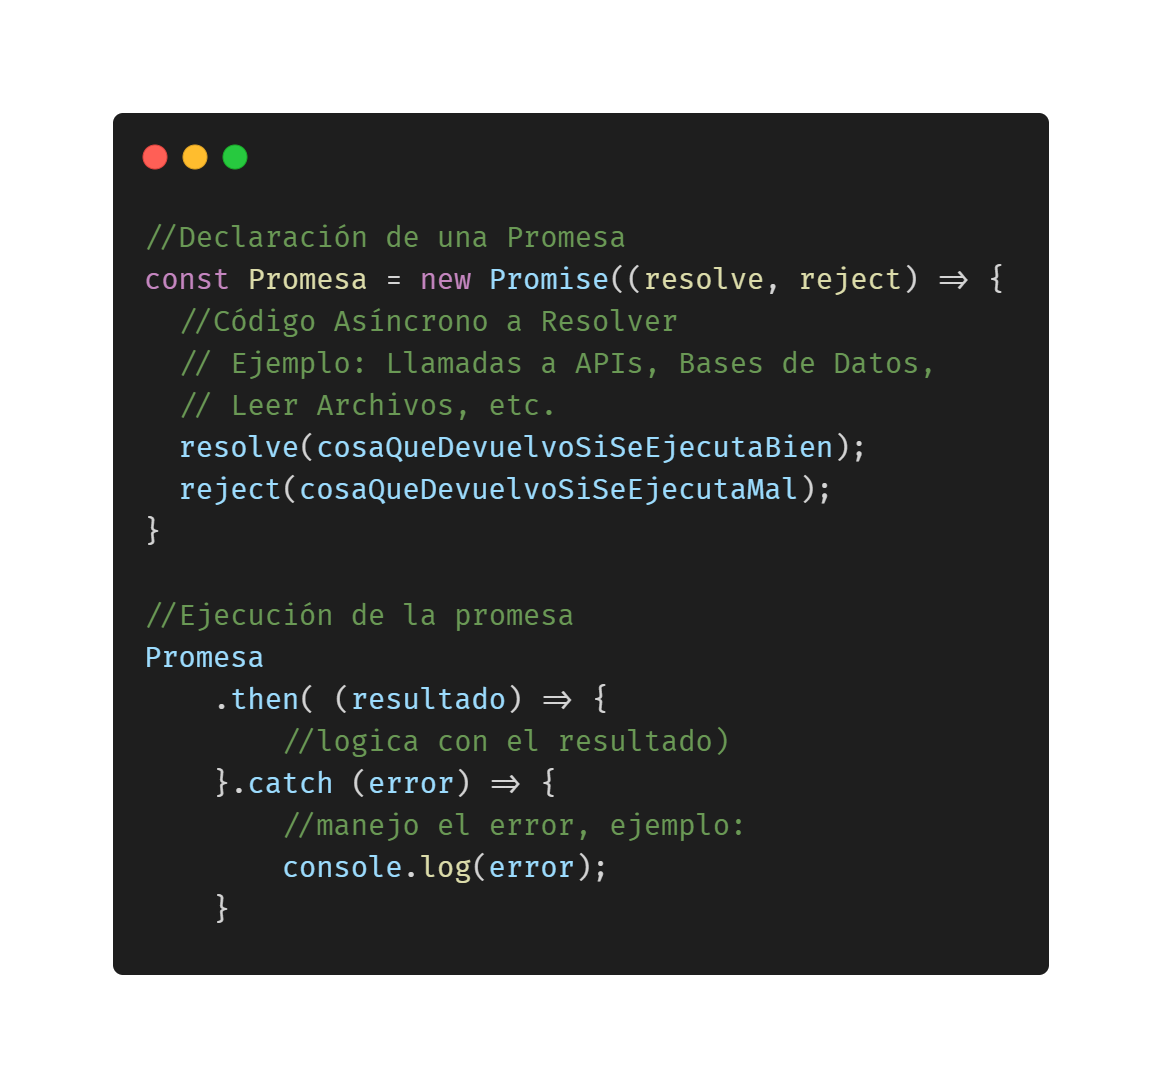 //Declaración de una Promesa
const Promesa = new Promise((resolve, reject) => {
  //Código Asíncrono a Resolver
  // Ejemplo: Llamadas a APIs, Bases de Datos,
  // Leer Archivos, etc.
  resolve(cosaQueDevuelvoSiSeEjecutaBien);
  reject(cosaQueDevuelvoSiSeEjecutaMal);
}
//Ejecución de la promesa
Promesa
    .then( (resultado) => {
        //logica con el resultado)
    }.catch (error) => {
        //manejo el error, ejemplo:
        console.log(error);
    }